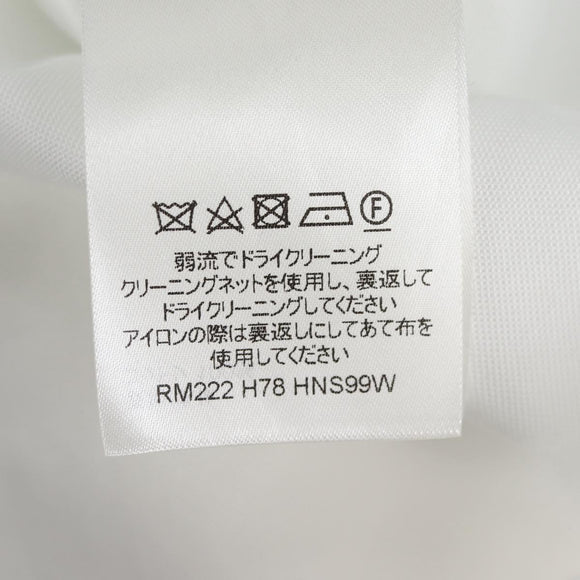 F
弱流でドライクリーニング
クリーニングネットを使用し、裏返して
ドライクリーニングしてください
アイロンの際は裏返しにしてあて布を
使用してください
RM222 H78 HNS99W